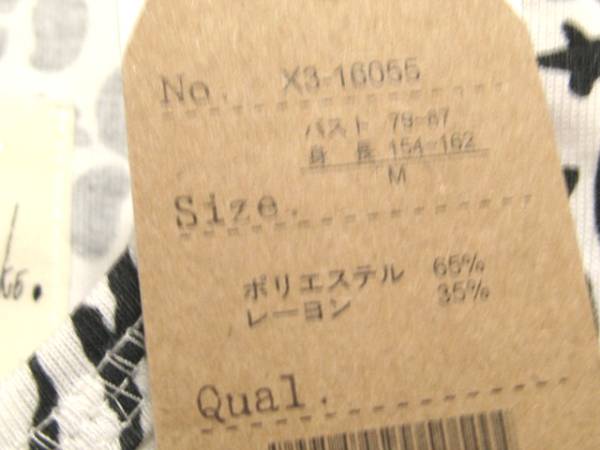 No. X3-16055
バスト 79-87
身 長 154-162
M
Size.
ポリエステル 65%
レーヨン 35%
Qual.